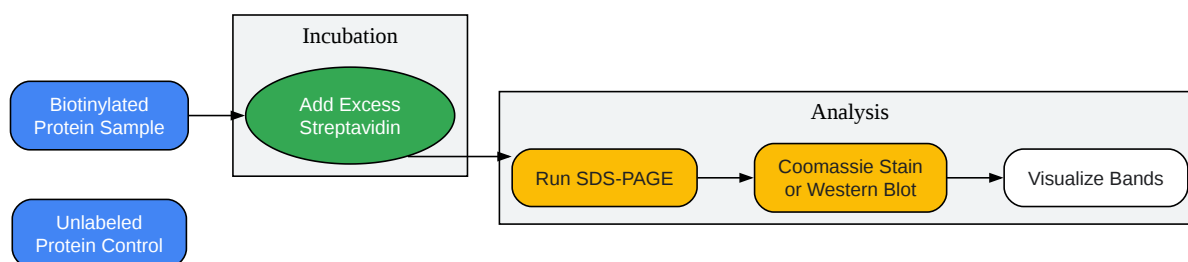 Incubation
Biotinylated
Protein Sample
Add Excess
Streptavidin
Analysis
Run SDS-PAGE
Coomassie Stain
or Western Blot
Visualize Bands
Unlabeled
Protein Control